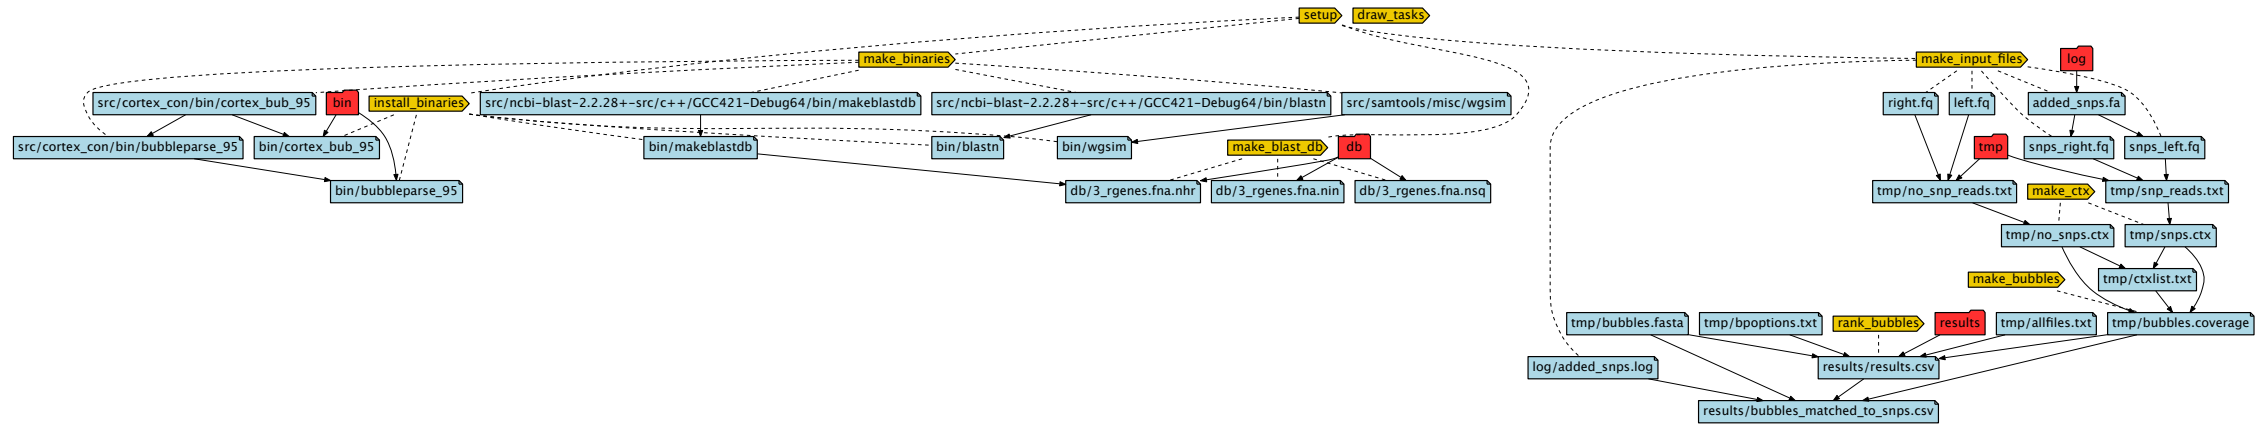 setup
draw_tasks
make_binaries
make_input_files
log
src/cortex_con/bin/cortex_bub_95
bin
install_binaries
src/ncbi-blast-2.2.28+-src/c++/GCC421-Debug64/bin/makeblastdb
src/ncbi-blast-2.2.28+-src/c++/GCC421-Debug64/bin/blastn
src/samtools/misc/wgsim
right.fq
left.fq
added_snps.fa
src/cortex_con/bin/bubbleparse_95
bin/cortex_bub_95
bin/makeblastdb
bin/blastn
bin/wgsim
make_blast_db
db
tmp
snps_right.fq
snps_left.fq
bin/bubbleparse_95
db/3_rgenes.fna.nhr
db/3_rgenes.fna.nin
db/3_rgenes.fna.nsq
tmp/no_snp_reads.txt
make_ctx
tmp/snp_reads.txt
tmp/no_snps.ctx
tmp/snps.ctx
make_bubbles
tmp/ctxlist.txt
tmp/bubbles.fasta
tmp/bpoptions.txt
rank_bubbles
results
tmp/allfiles.txt
tmp/bubbles.coverage
log/added_snps.log
results/results.csv
results/bubbles_matched_to_snps.csv